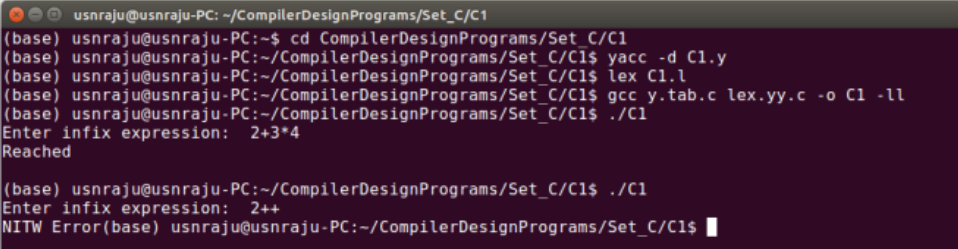 usnraju@usnraju-PC: ~/CompilerDesignPrograms/Set_C/C1
(base) usnraju@usnraju-PC:~$ cd CompilerDesignPrograms/Set_C/C1
(base) usnraju@usnraju-PC:~/CompilerDesignPrograms/Set_C/C1$ yacc -d C1.y
(base) usnraju@usnraju-PC:~/CompilerDesignPrograms/Set_C/C1$ lex C1.l
(base) usnraju@usnraju-PC:~/CompilerDesignPrograms/Set_C/C1$ gcc y.tab.c lex.yy.c -o C1 -ll
(base) usnraju@usnraju-PC:~/CompilerDesignPrograms/Set_C/C1$ ./C1
Enter infix expression:  2+3*4
Reached
(base) usnraju@usnraju-PC:~/CompilerDesignPrograms/Set_C/C1$ ./C1
Enter infix expression:  2++
NITW Error(base) usnraju@usnraju-PC:~/CompilerDesignPrograms/Set_C/C1$